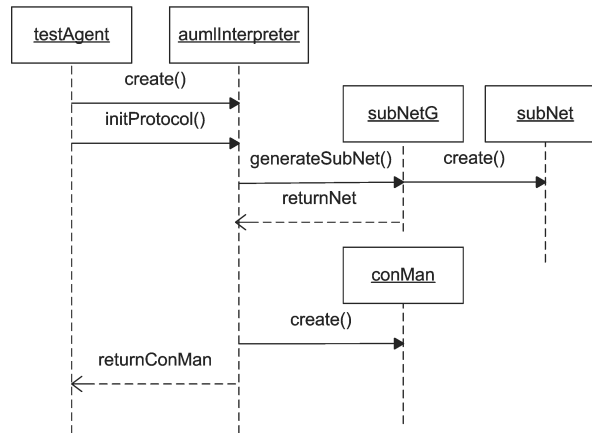 testAgent
aumlInterpreter
create()
initProtocol()
subNetG
subNet
generateSubNet()
create()
returnNet
conMan
create()
returnConMan